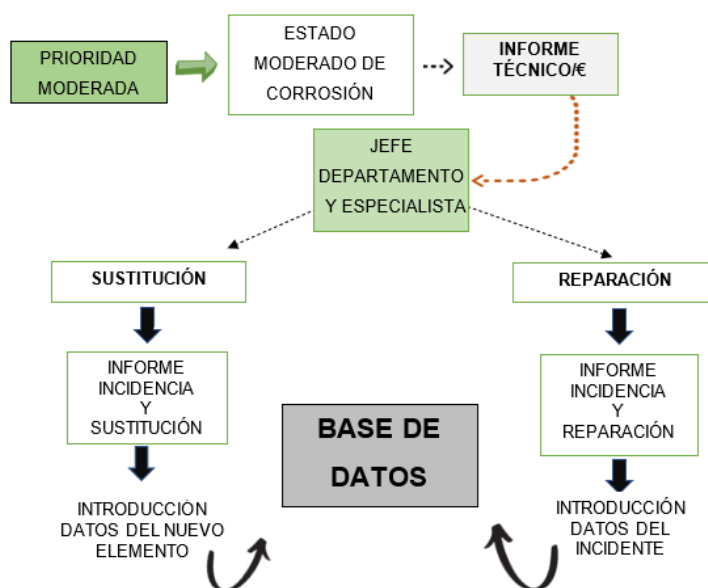 PRIORIDAD
MODERADA
ESTADO
MODERADO DE
CORROSIÓN
INFORME
TÉCNICO/€
JEFE
DEPARTAMENTO
Y ESPECIALISTA
SUSTITUCIÓN
REPARACIÓN
INFORME
INCIDENCIA
Y
SUSTITUCIÓN
INFORME
INCIDENCIA
Y
REPARACIÓN
BASE DE
DATOS
INTRODUCCIÓN
DATOS DEL NUEVO
ELEMENTO
INTRODUCCIÓN
DATOS DEL
INCIDENTE